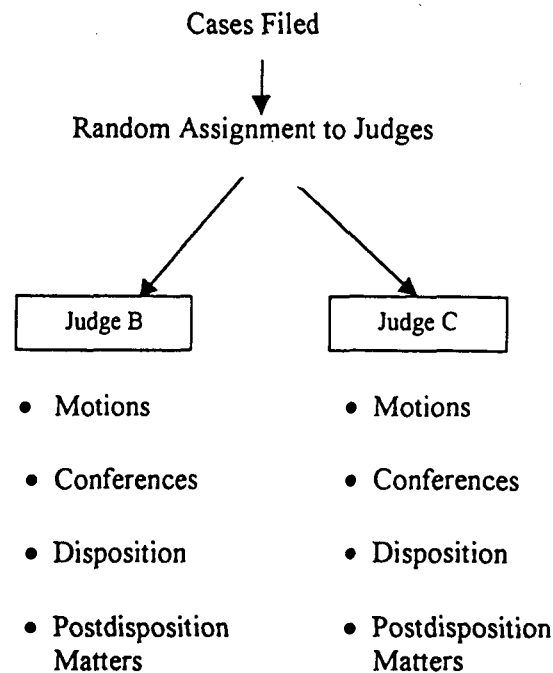 Cases Filed
Random Assignment to Judges
Judge B
Judge C
• Motions
• Conferences
• Disposition
• Postdisposition
Matters
• Motions
• Conferences
• Disposition
• Postdisposition
Matters